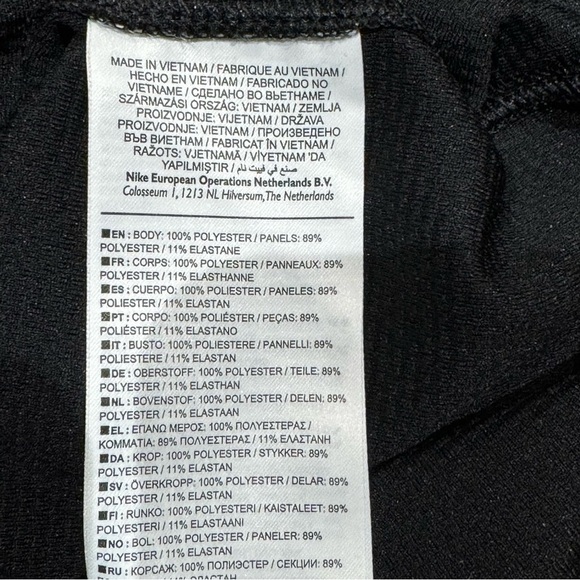 MADE IN VIETNAM / FABRIQUE AU VIETNAM /
HECHO EN VIETNAM / FABRICADO NO
VIETNAME / СДЕЛАНО ВО ВЬЕТНАМЕ /
SZÁRMAZÁSI ORSZÁG: VIETNAM / ZEMLJA
PROIZVODNJE: VIJETNAM / DRŽAVA
PROIZVODNJE: VIETNAM / ПРОИЗВЕДЕНО
ВЪВ ВИЕТНАМ / FABRICAT ÎN VIETNAM /
RAŽOTS: VJETNAMĀ / VİYETNAM 'DA
YAPILMIŞTIR / صنع في فييت نام
Nike European Operations Netherlands B.V.
Colosseum 1, 1213 NL Hilversum, The Netherlands
EN : BODY: 100% POLYESTER / PANELS: 89%
POLYESTER / 11% ELASTANE
FR : CORPS: 100% POLYESTER / PANNEAUX: 89%
POLYESTER / 11% ELASTHANNE
ES : CUERPO: 100% POLIESTER / PANELES: 89%
POLIESTER / 11% ELASTAN
PT : CORPO: 100% POLIÉSTER / PEÇAS: 89%
POLIÉSTER / 11% ELASTANO
IT : BUSTO: 100% POLIESTERE / PANNELLI: 89%
POLIESTERE / 11% ELASTAN
DE : OBERSTOFF: 100% POLYESTER / TEILE: 89%
POLYESTER / 11% ELASTHAN
NL : BOVENSTOF: 100% POLYESTER / DELEN: 89%
POLYESTER / 11% ELASTAAN
EL : ΕΠΑΝΩ ΜΕΡΟΣ: 100% ΠΟΛΥΕΣΤΕΡΑΣ /
ΚΟΜΜΑΤΙΑ: 89% ΠΟΛΥΕΣΤΕΡΑΣ / 11% ΕΛΑΣΤΑΝΗ
DA : KROP: 100% POLYESTER / STYKKER: 89%
POLYESTER / 11% ELASTAN
SV : ÖVERKROPP: 100% POLYESTER / DELAR: 89%
POLYESTER / 11% ELASTAN
FI : RUNKO: 100% POLYESTERI / KAISTALEET: 89%
POLYESTERI / 11% ELASTAANI
NO : BOL: 100% POLYESTER / PANELER: 89%
POLYESTER / 11% ELASTAN
RU : КОРСАЖ: 100% ПОЛИЭСТЕР / СЕКЦИИ: 89%